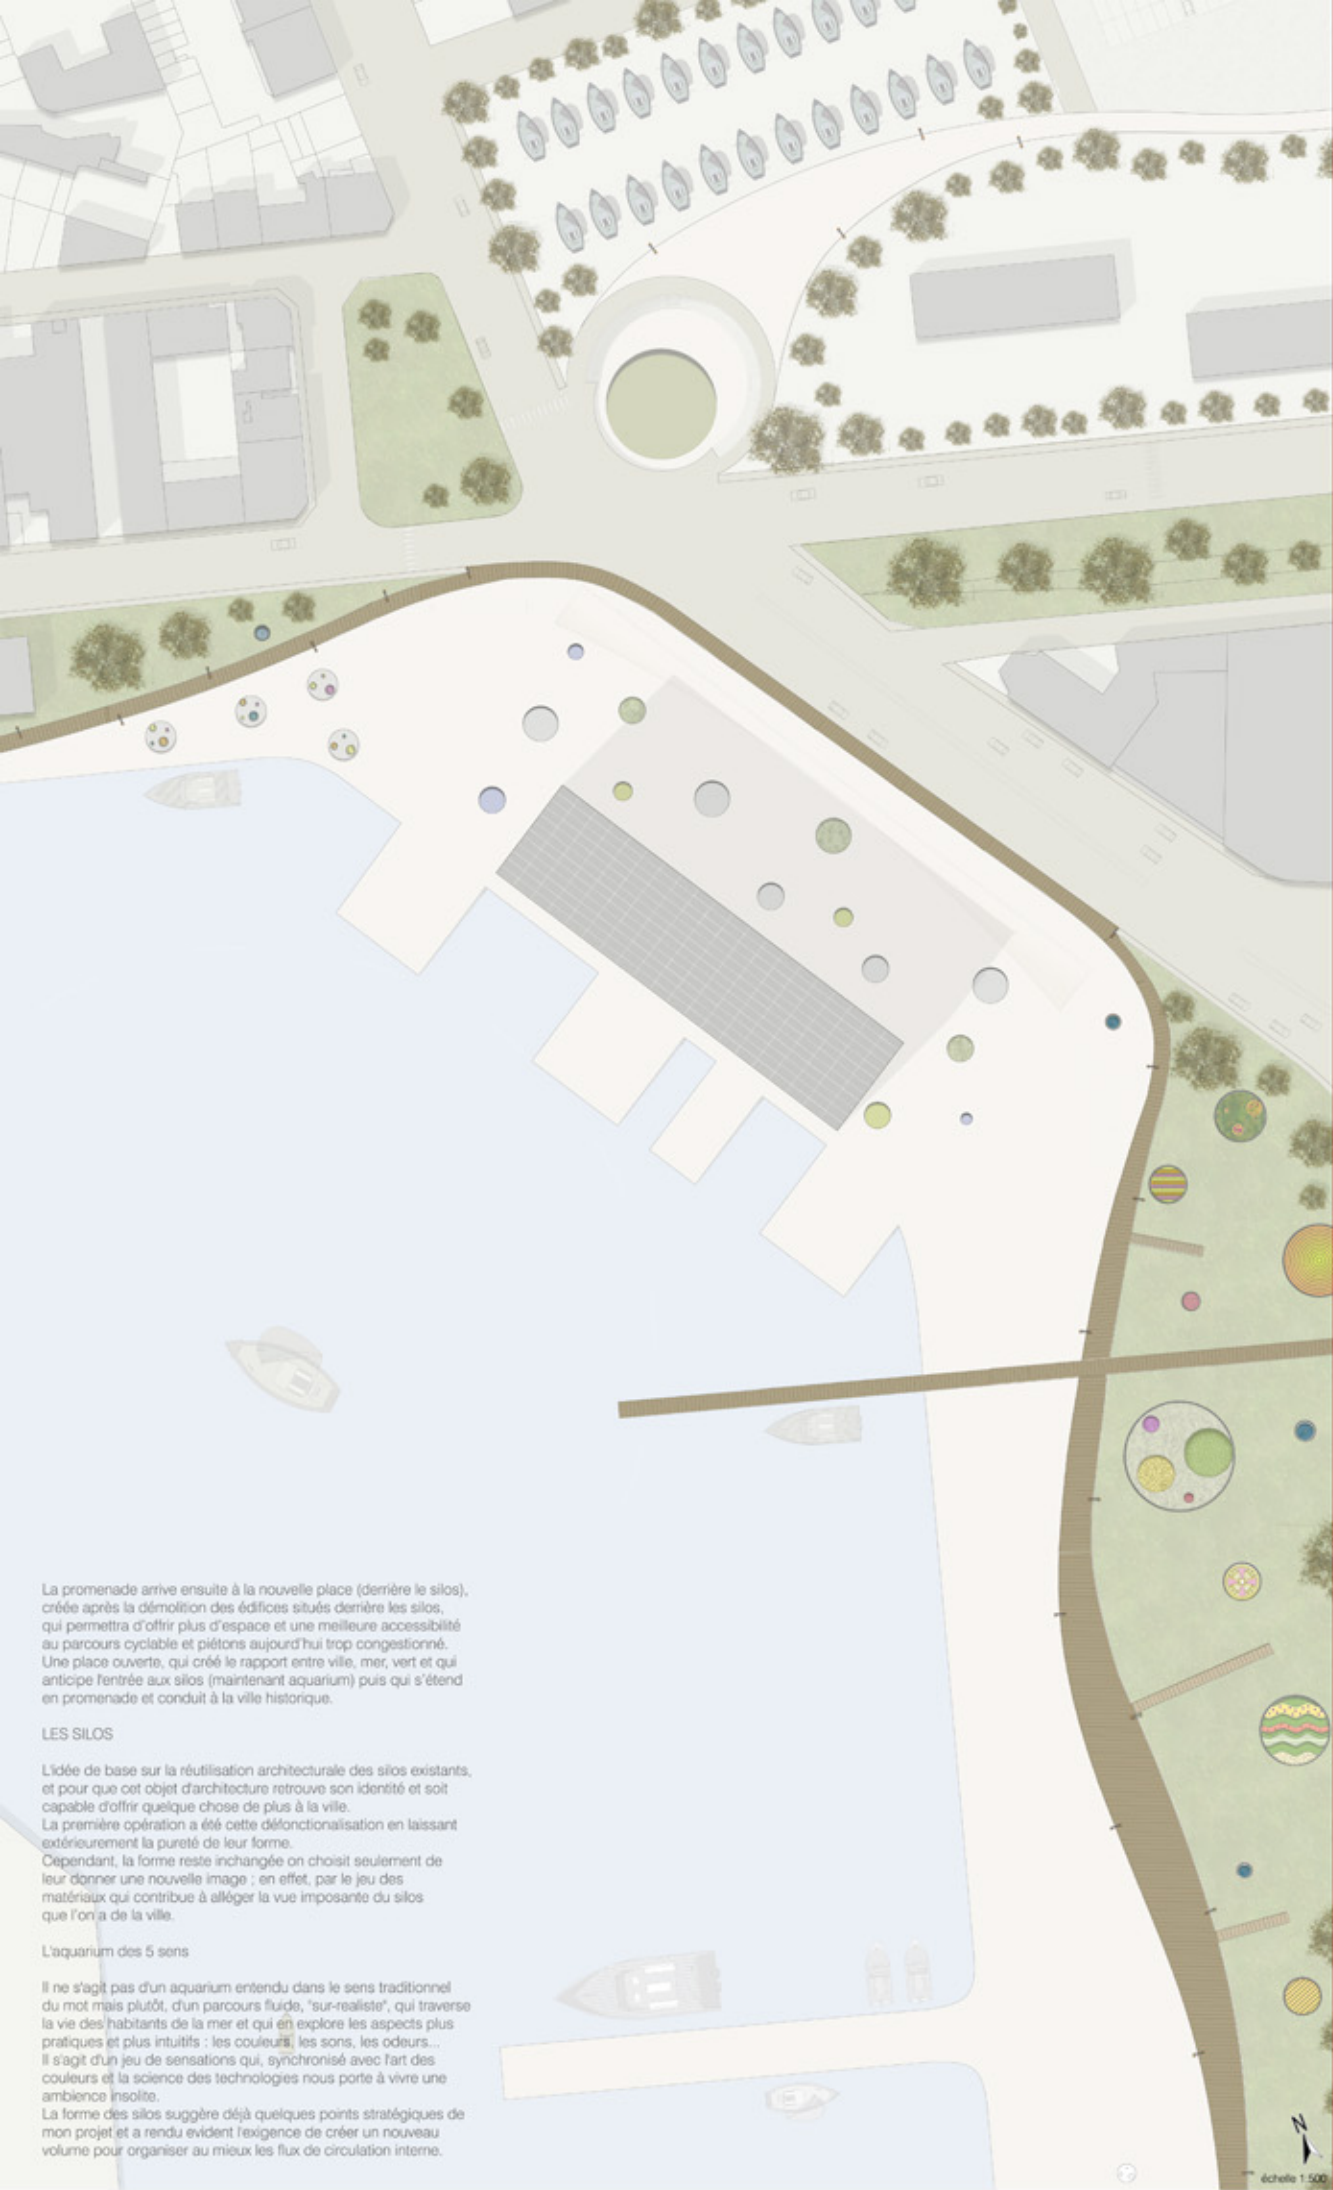 La promenade arrive ensuite à la nouvelle place (derrière le silos),
créée après la démolition des édifices situés derrière les silos,
qui permettra d'offrir plus d'espace et une meilleure accessibilité
au parcours cyclable et piétons aujourd'hui trop congestionné.
Une place ouverte, qui créé le rapport entre ville, mer, vert et qui
anticipe l'entrée aux silos (maintenant aquarium) puis qui s'étend
en promenade et conduit à la ville historique.
LES SILOS
L'idée de base sur la réutilisation architecturale des silos existants,
et pour que cet objet d'architecture retrouve son identité et soit
capable d'offrir quelque chose de plus à la ville.
La première opération a été cette défonctionalisation en laissant
extérieurement la pureté de leur forme.
Cependant, la forme reste inchangée on choisit seulement de
leur donner une nouvelle image ; en effet, par le jeu des
matériaux qui contribue à alléger la vue imposante du silos
que l'on a de la ville.
L'aquarium des 5 sens
Il ne s'agit pas d'un aquarium entendu dans le sens traditionnel
du mot mais plutôt, d'un parcours fluide, "sur-realiste", qui traverse
la vie des habitants de la mer et qui en explore les aspects plus
pratiques et plus intuitifs : les couleurs, les sons, les odeurs...
Il s'agit d'un jeu de sensations qui, synchronisé avec l'art des
couleurs et la science des technologies nous porte à vivre une
ambience insolite.
La forme des silos suggère déjà quelques points stratégiques de
mon projet et a rendu evident l'exigence de créer un nouveau
volume pour organiser au mieux les flux de circulation interne.
N
échelle 1:500